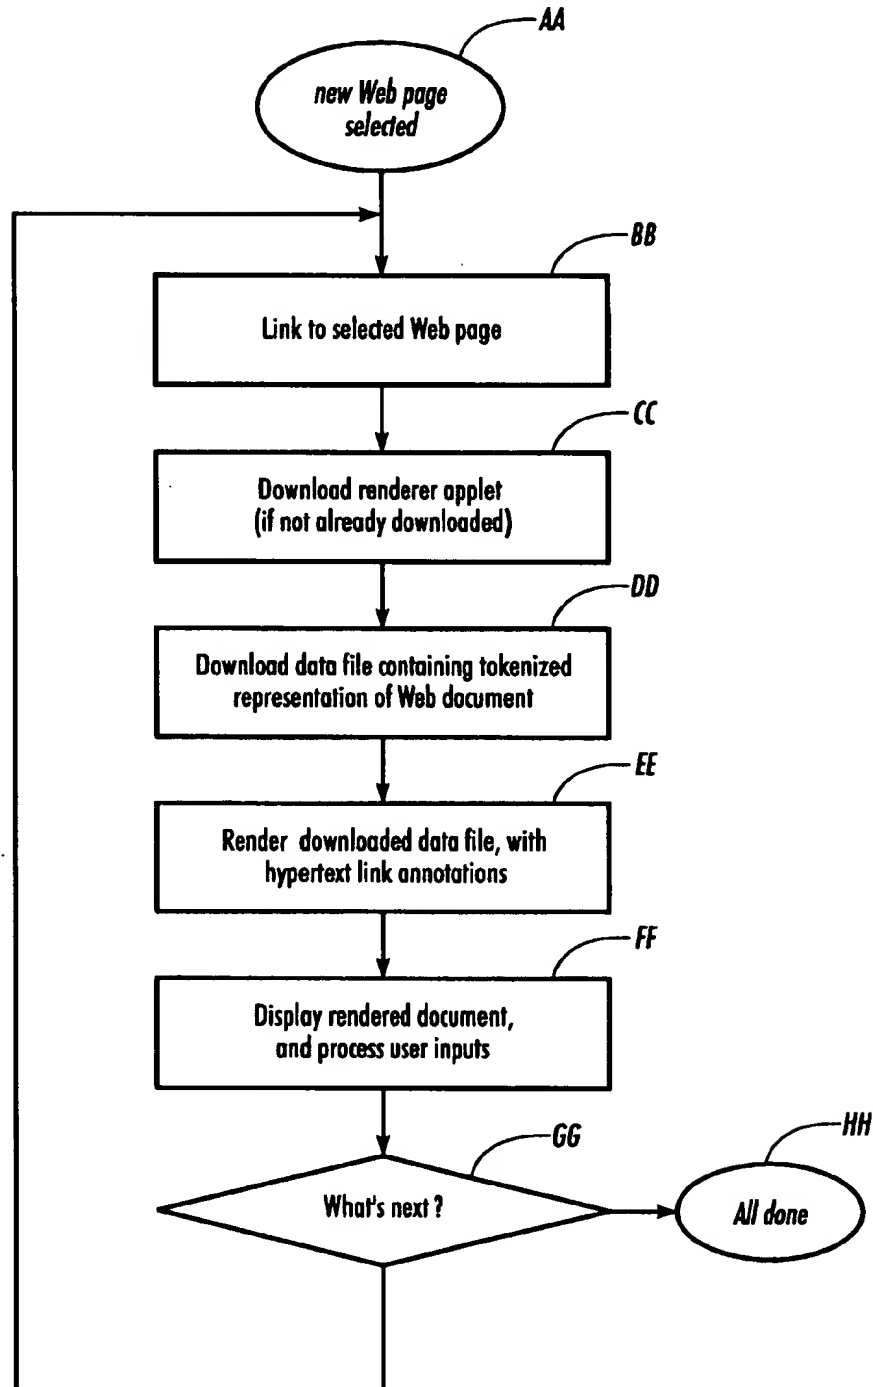 AA
new Web page
selected
BB
Link to selected Web page
CC
Download renderer applet
(if not already downloaded)
DD
Download data file containing tokenized
representation of Web document
EE
Render downloaded data file, with
hypertext link annotations
FF
Display rendered document,
and process user inputs
GG
What's next ?
HH
All done